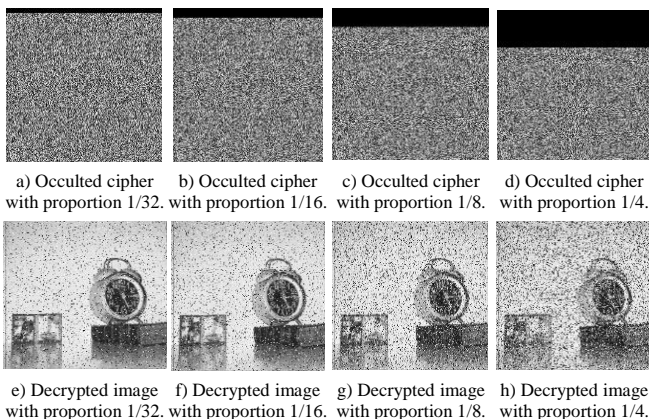 a) Occulted cipher with proportion 1/32.
b) Occulted cipher with proportion 1/16.
c) Occulted cipher with proportion 1/8.
d) Occulted cipher with proportion 1/4.
e) Decrypted image with proportion 1/32.
f) Decrypted image with proportion 1/16.
g) Decrypted image with proportion 1/8.
h) Decrypted image with proportion 1/4.